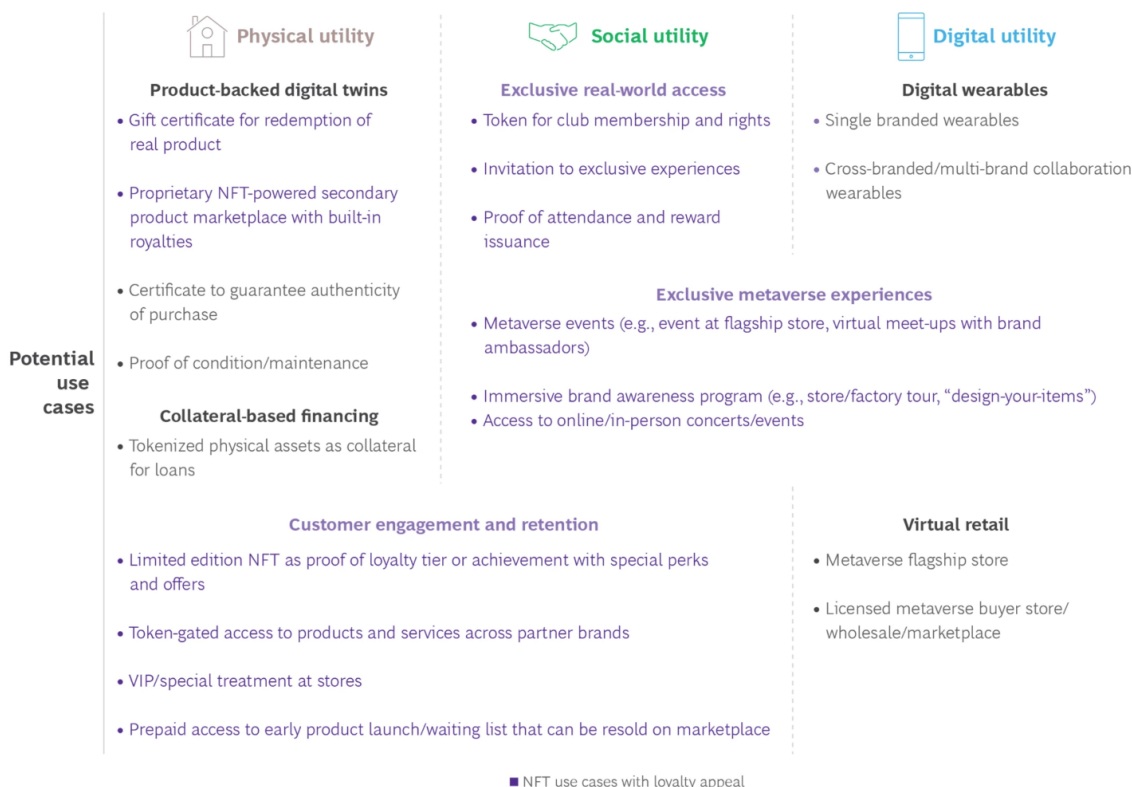 Physical utility
Social utility
Digital utility
Potential
use
cases
Product-backed digital twins
• Gift certificate for redemption of
real product
• Proprietary NFT-powered secondary
product marketplace with built-in
royalties
• Certificate to guarantee authenticity
of purchase
• Proof of condition/maintenance
Collateral-based financing
• Tokenized physical assets as collateral
for loans
Exclusive real-world access
• Token for club membership and rights
• Invitation to exclusive experiences
• Proof of attendance and reward
issuance
Digital wearables
• Single branded wearables
• Cross-branded/multi-brand collaboration
wearables
Exclusive metaverse experiences
• Metaverse events (e.g., event at flagship store, virtual meet-ups with brand
ambassadors)
• Immersive brand awareness program (e.g., store/factory tour, “design-your-items”)
• Access to online/in-person concerts/events
Customer engagement and retention
• Limited edition NFT as proof of loyalty tier or achievement with special perks
and offers
• Token-gated access to products and services across partner brands
• VIP/special treatment at stores
• Prepaid access to early product launch/waiting list that can be resold on marketplace
Virtual retail
• Metaverse flagship store
• Licensed metaverse buyer store/
wholesale/marketplace
■ NFT use cases with loyalty appeal